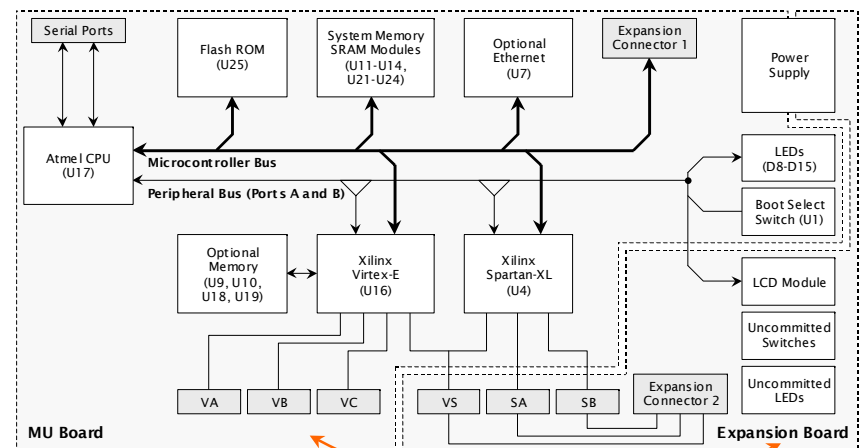 Serial Ports
Flash ROM
(U25)
System Memory
SRAM Modules
(U11-U14,
U21-U24)
Optional
Ethernet
(U7)
Expansion
Connector 1
Power
Supply
Atmel CPU
(U17)
Microcontroller Bus
Peripheral Bus (Ports A and B)
LEDs
(D8-D15)
Boot Select
Switch (U1)
Optional
Memory
(U9, U10,
U18, U19)
Xilinx
Virtex-E
(U16)
Xilinx
Spartan-XL
(U4)
LCD Module
Uncommitted
Switches
Uncommitted
LEDs
VA
VB
VC
VS
SA
SB
Expansion
Connector 2
MU Board
Expansion Board